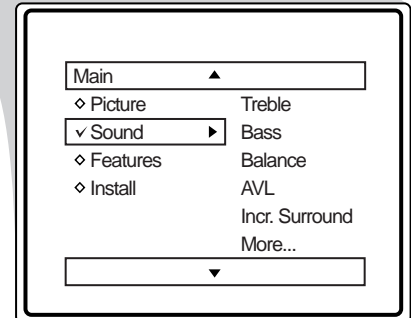 Main
Picture Treble
Sound Bass
Features Balance
Install AVL
Incr. Surround
More...